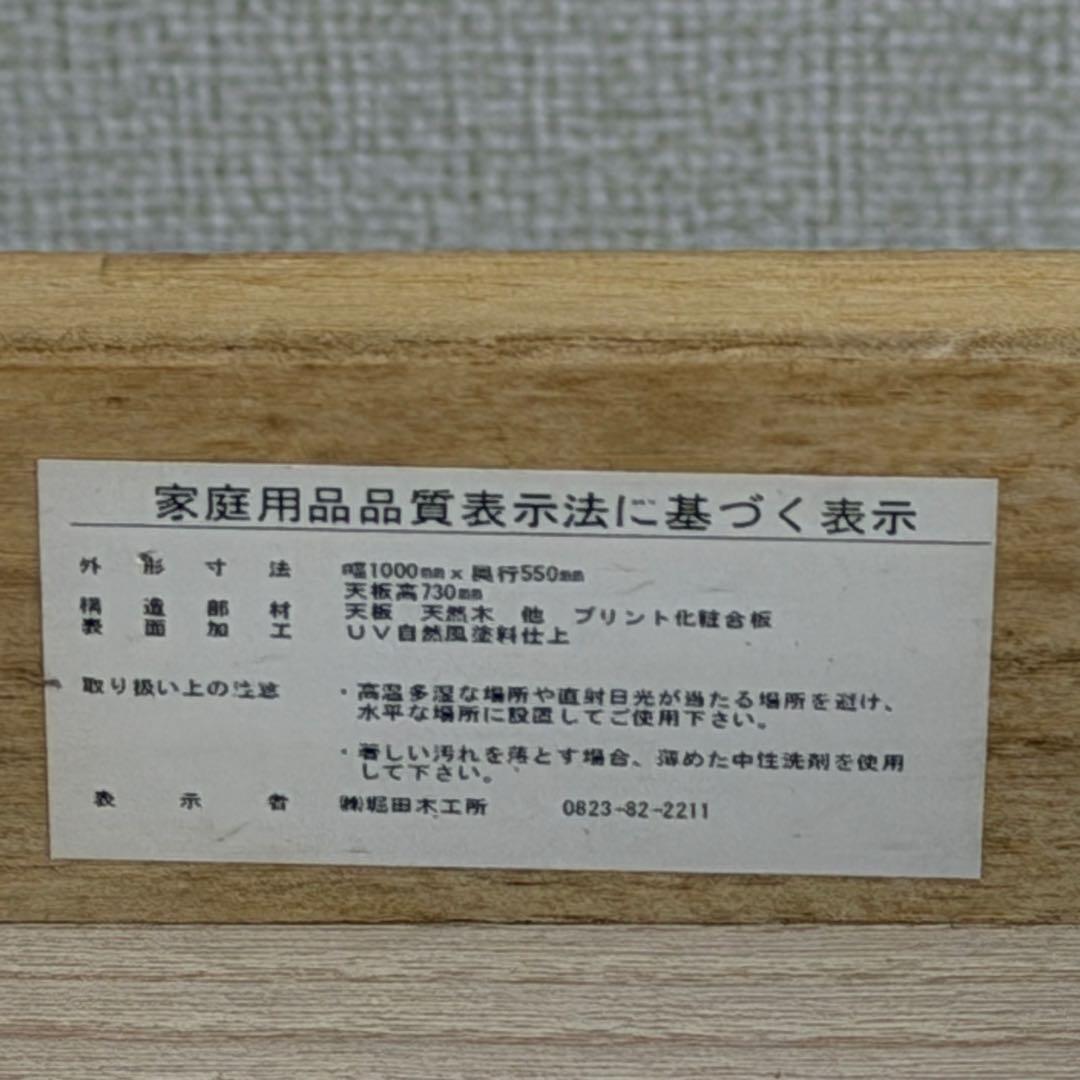 家庭用品品質表示法に基づく表示
外形寸法 幅1000mm x 奥行550mm
天板高730mm
構造部材 天板 天然木 他 プリント化粧合板
表面加工 UV自然風塗料仕上
取り扱い上の注意 ・高温多湿な場所や直射日光が当たる場所を避け、
水平な場所に設置してご使用下さい。
・著しい汚れを落とす場合、薄めた中性洗剤を使用
して下さい。
表示者 ㈱堀田木工所 0823-82-2211